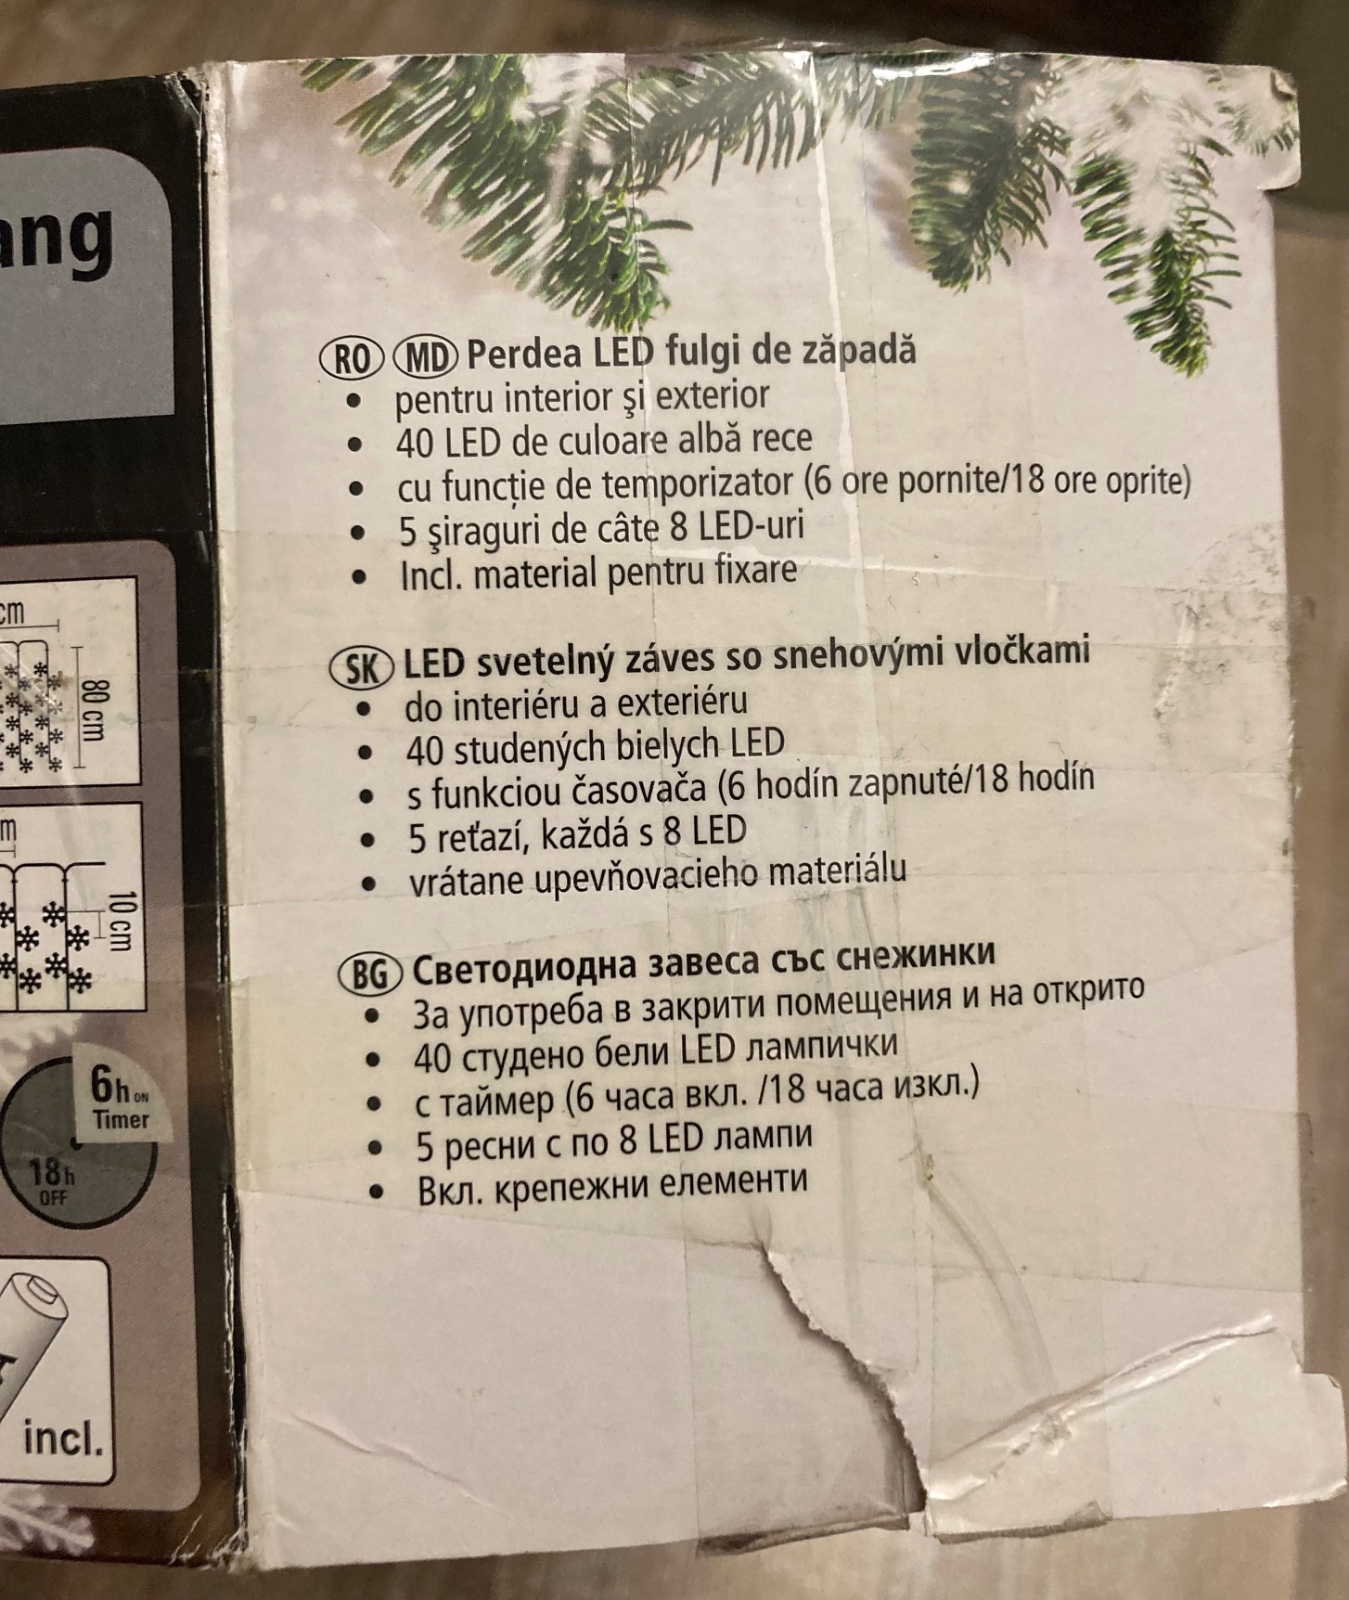 cm
80 cm
10 cm
6h ON
Timer
18h
OFF
incl.
RO MD Perdea LED fulgi de zăpadă
• pentru interior şi exterior
• 40 LED de culoare albă rece
• cu funcţie de temporizator (6 ore pornite/18 ore oprite)
• 5 şiraguri de câte 8 LED-uri
• Incl. material pentru fixare
SK LED svetelný záves so snehovými vločkami
• do interiéru a exteriéru
• 40 studených bielych LED
• s funkciou časovača (6 hodín zapnuté/18 hodín
• 5 reťazí, každá s 8 LED
• vrátane upevňovacieho materiálu
BG Светодиодна завеса със снежинки
• За употреба в закрити помещения и на открито
• 40 студено бели LED лампички
• с таймер (6 часа вкл. /18 часа изкл.)
• 5 ресни с по 8 LED лампи
• Вкл. крепежни елементи